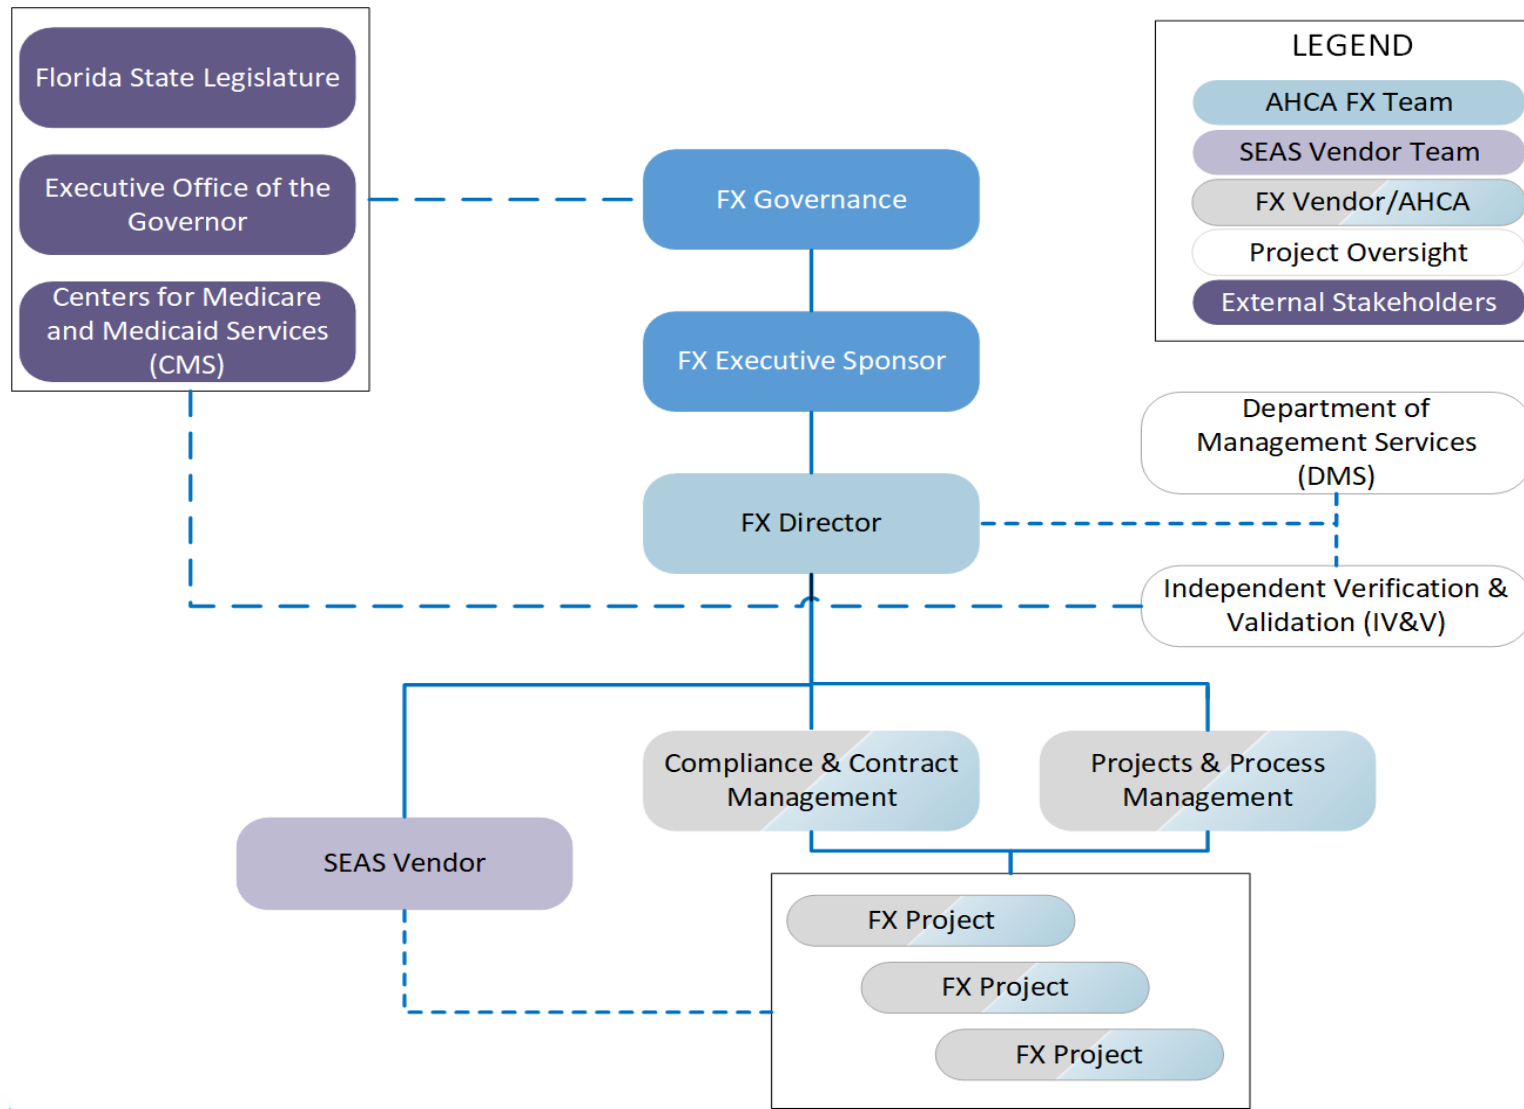 Florida State Legislature
Executive Office of the
Governor
Centers for Medicare
and Medicaid Services
(CMS)
FX Governance
FX Executive Sponsor
FX Director
LEGEND
AHCA FX Team
SEAS Vendor Team
FX Vendor/AHCA
Project Oversight
External Stakeholders
Department of
Management Services
(DMS)
Independent Verification &
Validation (IV&V)
Compliance & Contract
Management
Projects & Process
Management
SEAS Vendor
FX Project
FX Project
FX Project